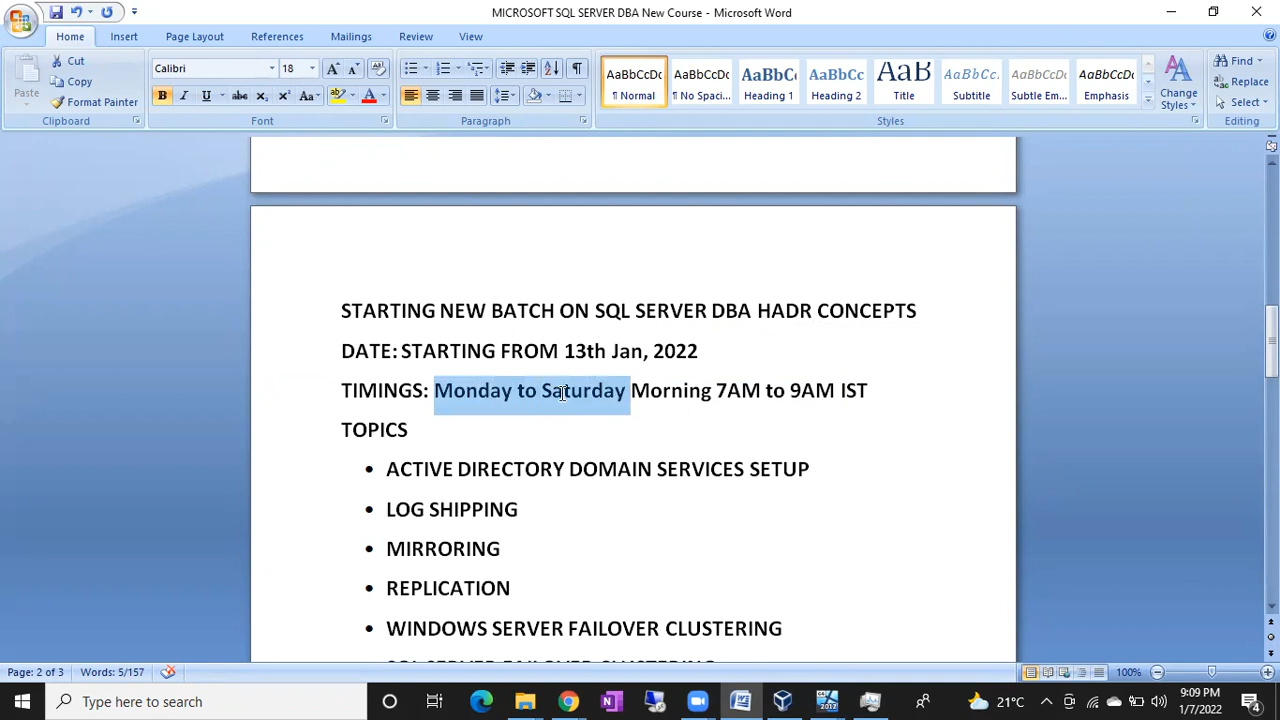 MICROSOFT SQL SERVER DBA New Course - Microsoft Word
Home Insert Page Layout References Mailings Review View
Paste Cut Copy Format Painter Clipboard
Calibri 18 Font
Paragraph
AaBbCcDc AaBbCcDc AaBbCc AaBbCc AaB AaBbCc. AaBbCcDc AaBbCcDc
¶ Normal ¶ No Spaci... Heading 1 Heading 2 Title Subtitle Subtle Em... Emphasis
Change Styles Styles
Find Replace Select Editing
STARTING NEW BATCH ON SQL SERVER DBA HADR CONCEPTS
DATE: STARTING FROM 13th Jan, 2022
TIMINGS: Monday to Saturday Morning 7AM to 9AM IST
TOPICS
• ACTIVE DIRECTORY DOMAIN SERVICES SETUP
• LOG SHIPPING
• MIRRORING
• REPLICATION
• WINDOWS SERVER FAILOVER CLUSTERING
SQL SERVER FAILOVER CLUSTERING
Page: 2 of 3 Words: 5/157 100%
Type here to search 21°C 9:09 PM
1/7/2022